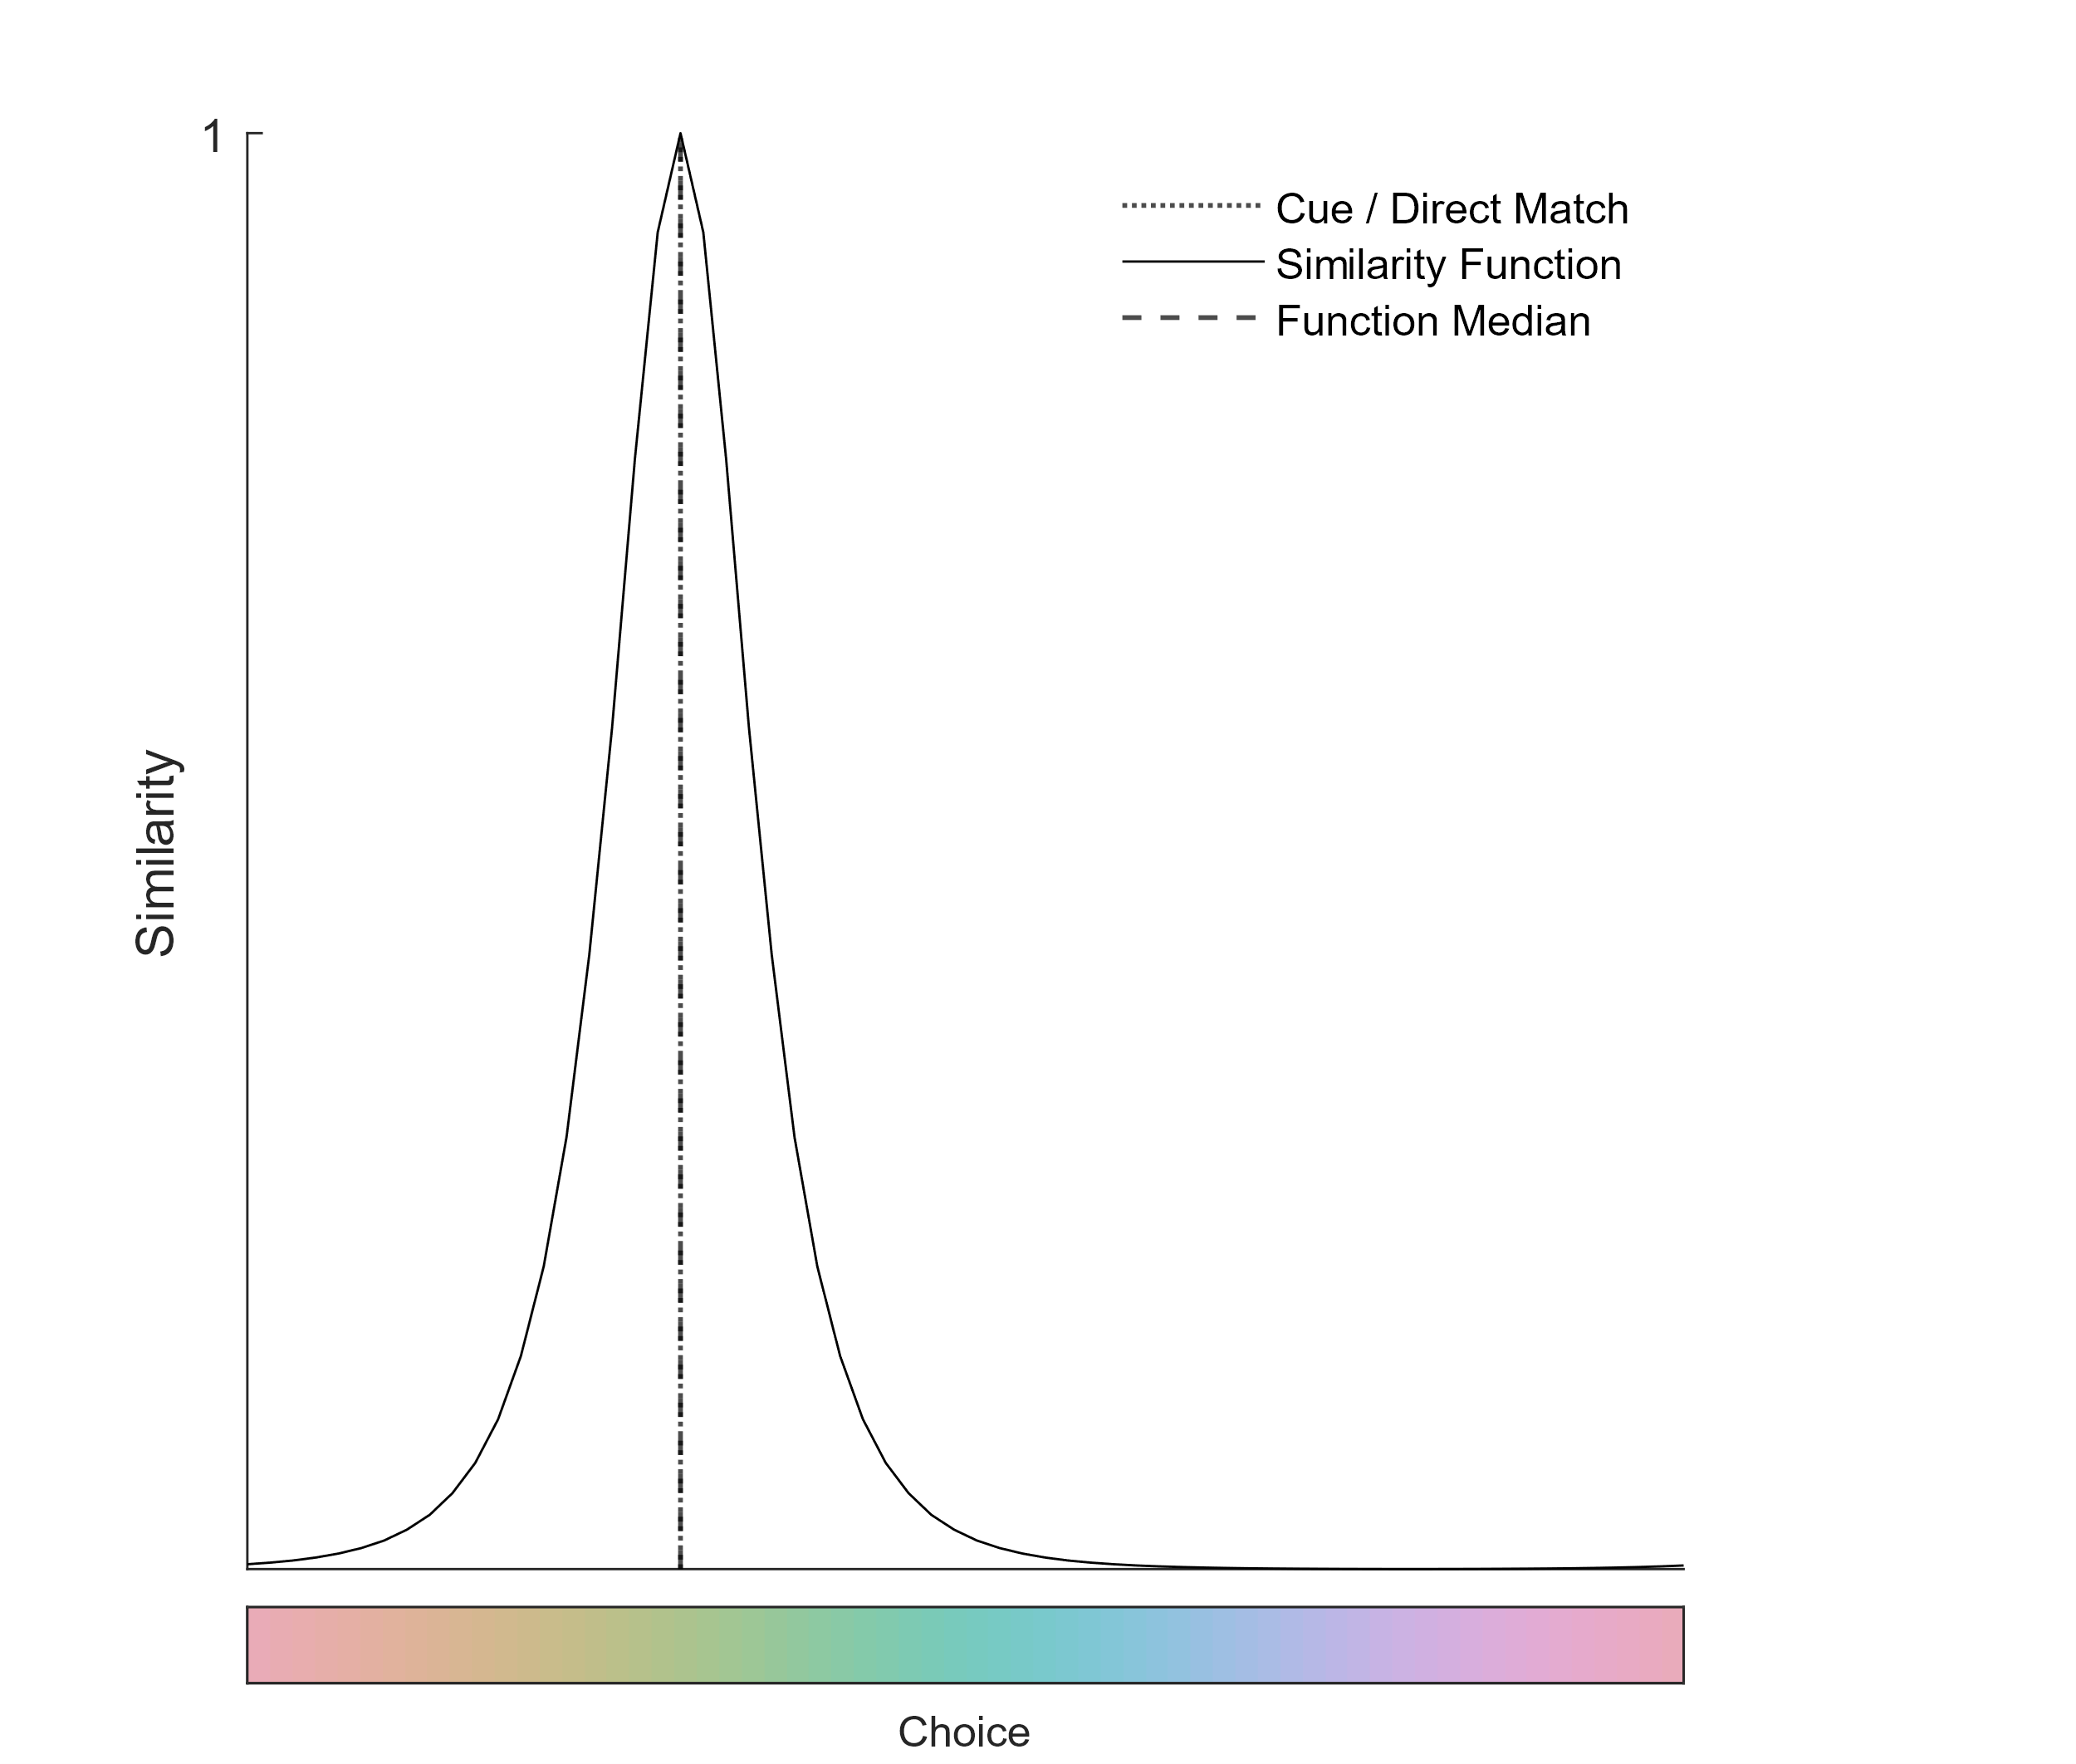 1
Cue / Direct Match
Similarity Function
Function Median
Similarity
Choice